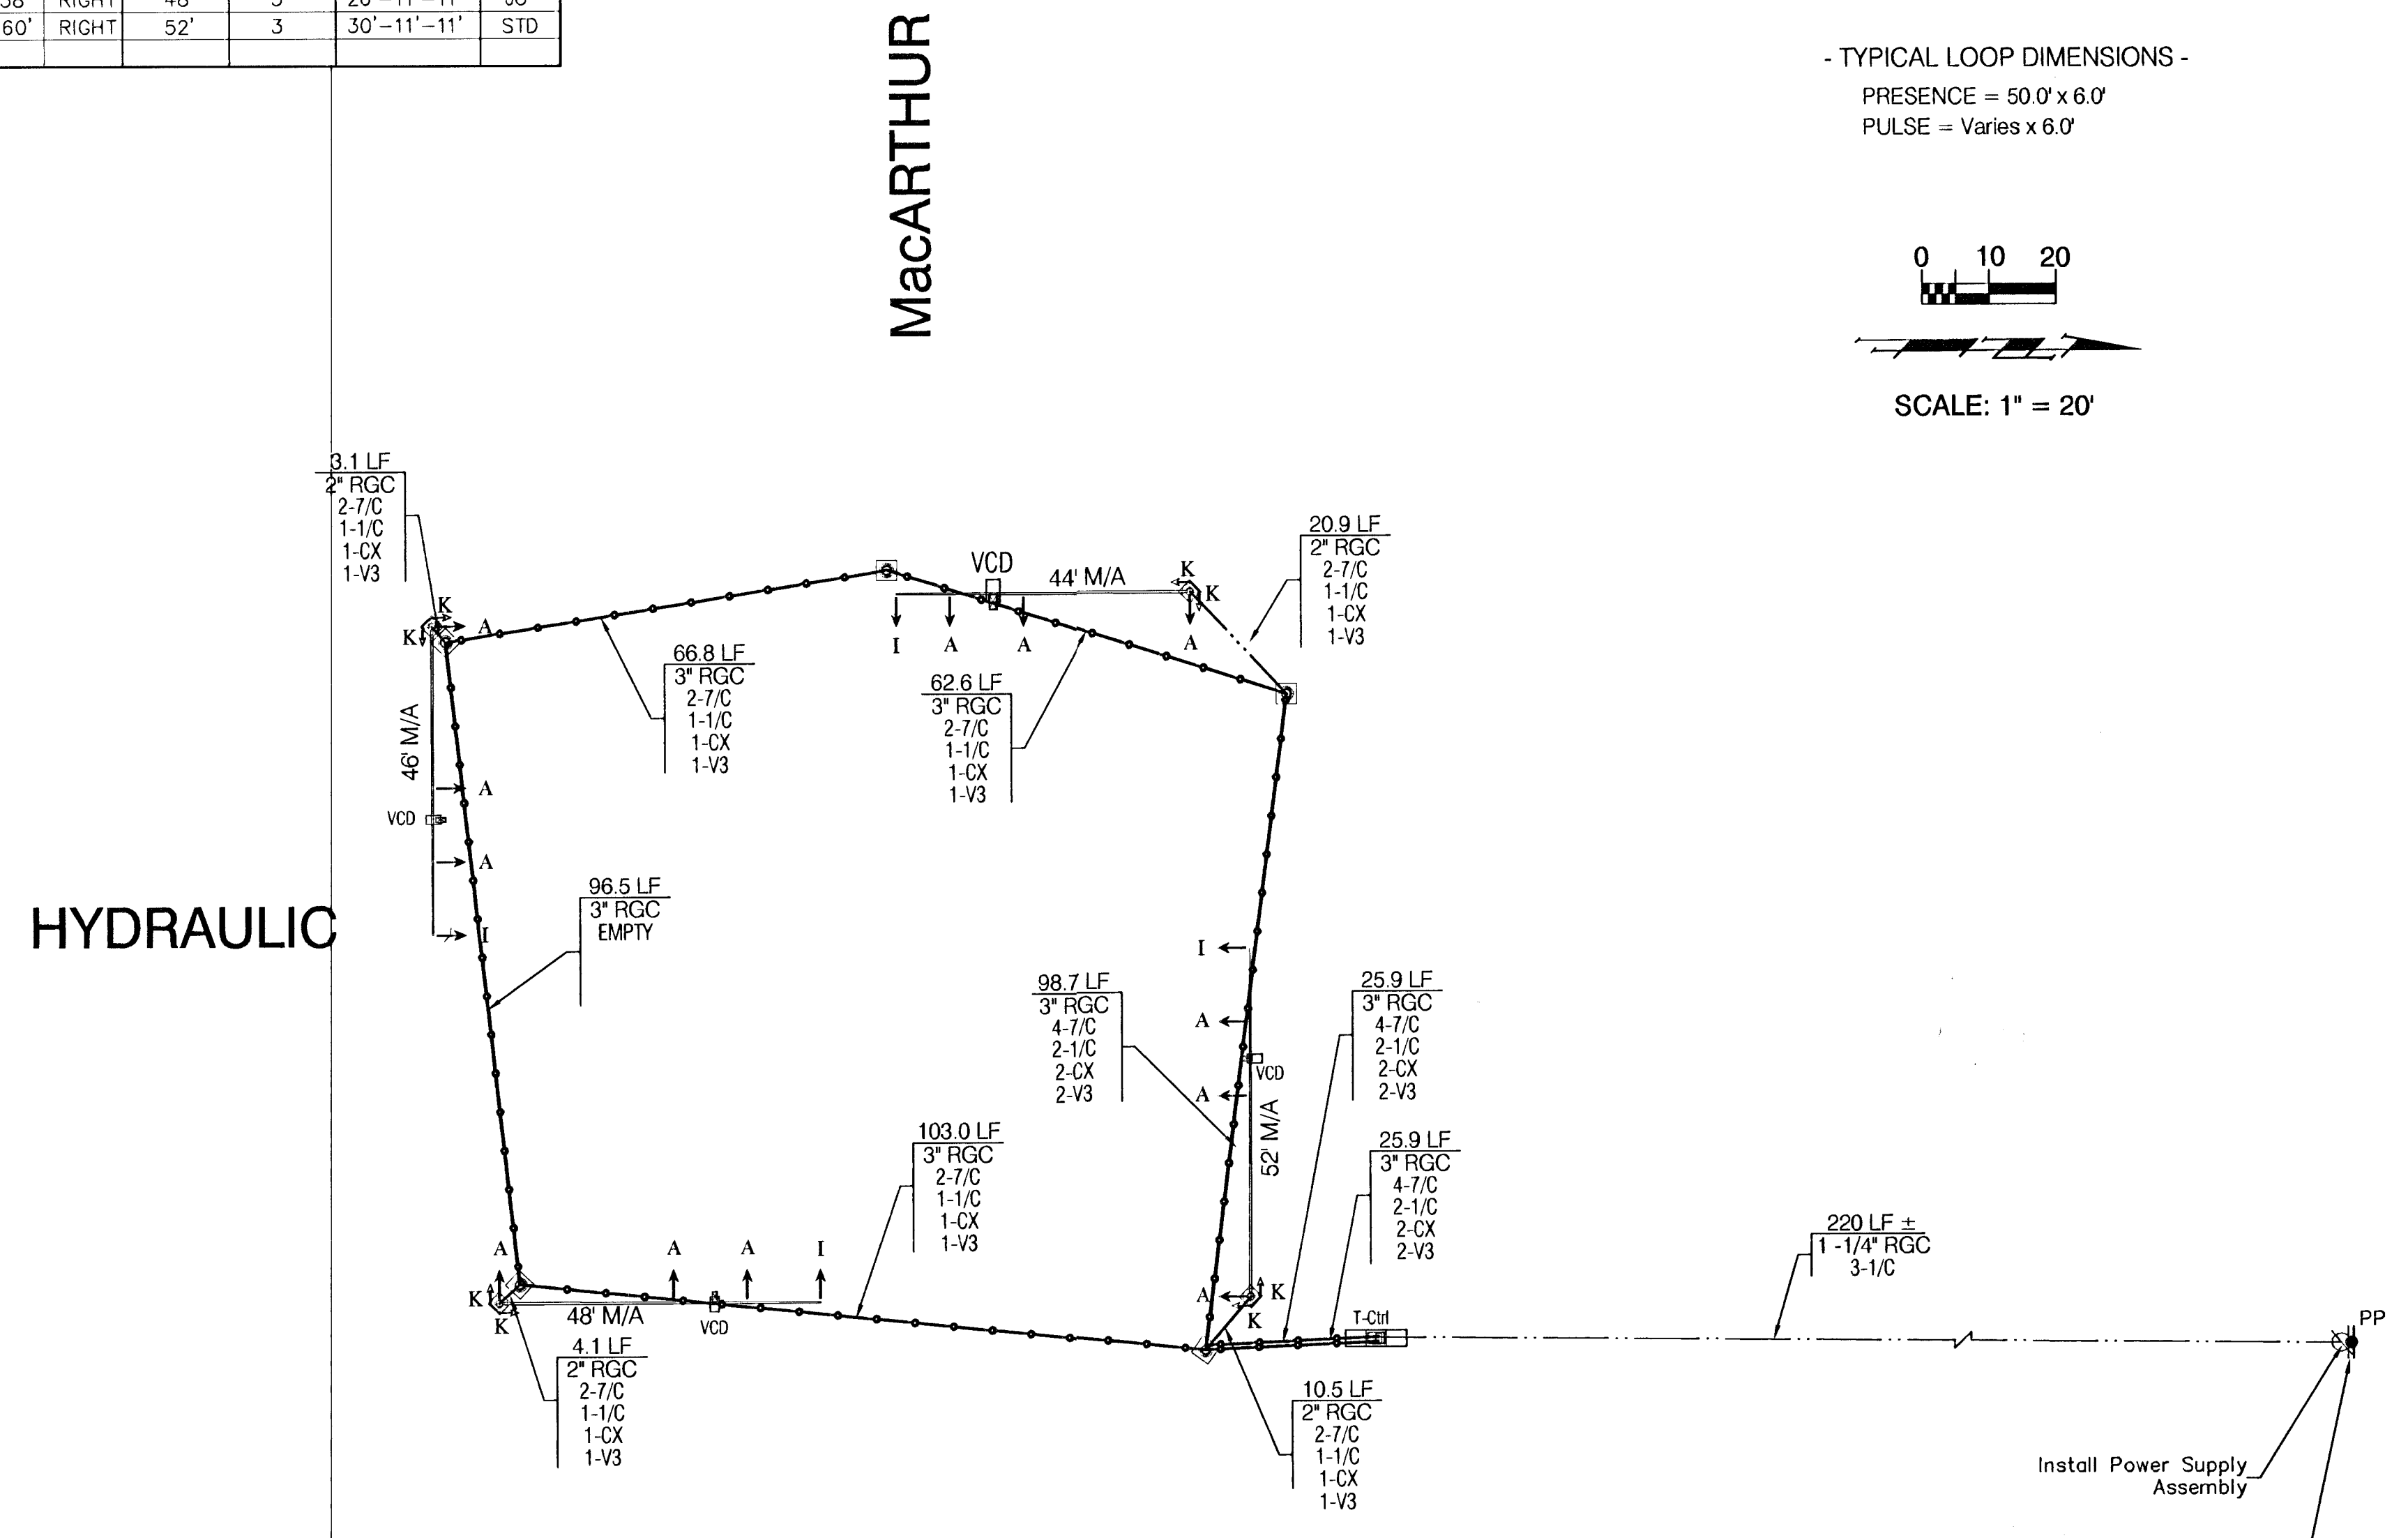 RIGHT 48'
60' RIGHT 52' 3 30'-11'-11' STD
MacARTHUR
- TYPICAL LOOP DIMENSIONS -
PRESENCE = 50.0' x 6.0'
PULSE = Varies x 6.0'
0 10 20
SCALE: 1" = 20'
3.1 LF
2" RGC
2-7/C
1-1/C
1-CX
1-V3
K
K
A
46' M/A
A
VCD
A
I
66.8 LF
3" RGC
2-7/C
1-1/C
1-CX
1-V3
VCD
44' M/A
K
K
I A A A
62.6 LF
3" RGC
2-7/C
1-1/C
1-CX
1-V3
20.9 LF
2" RGC
2-7/C
1-1/C
1-CX
1-V3
HYDRAULIC
96.5 LF
3" RGC
EMPTY
98.7 LF
3" RGC
4-7/C
2-1/C
2-CX
2-V3
I
A
VCD
A
52' M/A
A
K
K
25.9 LF
3" RGC
4-7/C
2-1/C
2-CX
2-V3
25.9 LF
3" RGC
4-7/C
2-1/C
2-CX
2-V3
103.0 LF
3" RGC
2-7/C
1-1/C
1-CX
1-V3
A A A I
K
K
48' M/A
VCD
4.1 LF
2" RGC
2-7/C
1-1/C
1-CX
1-V3
T-Ctrl
10.5 LF
2" RGC
2-7/C
1-1/C
1-CX
1-V3
220 LF ±
1 -1/4" RGC
3-1/C
PP
Install Power Supply
Assembly